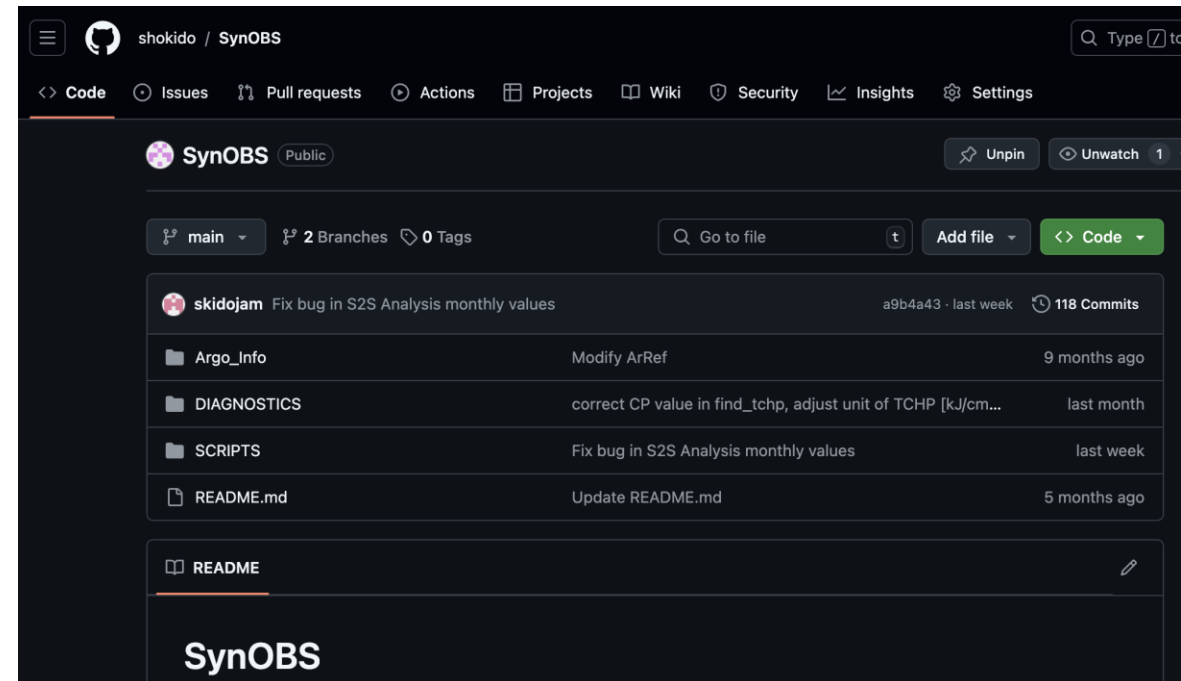 shokido / SynOBS
Type / to
Code Issues Pull requests Actions Projects Wiki Security Insights Settings
SynOBS Public Unpin Unwatch 1
main 2 Branches 0 Tags Go to file t Add file Code
skidojam Fix bug in S2S Analysis monthly values a9b4a43 · last week 118 Commits
Argo_Info Modify ArRef 9 months ago
DIAGNOSTICS correct CP value in find_tchp, adjust unit of TCHP [kJ/cm... last month
SCRIPTS Fix bug in S2S Analysis monthly values last week
README.md Update README.md 5 months ago
README
SynOBS